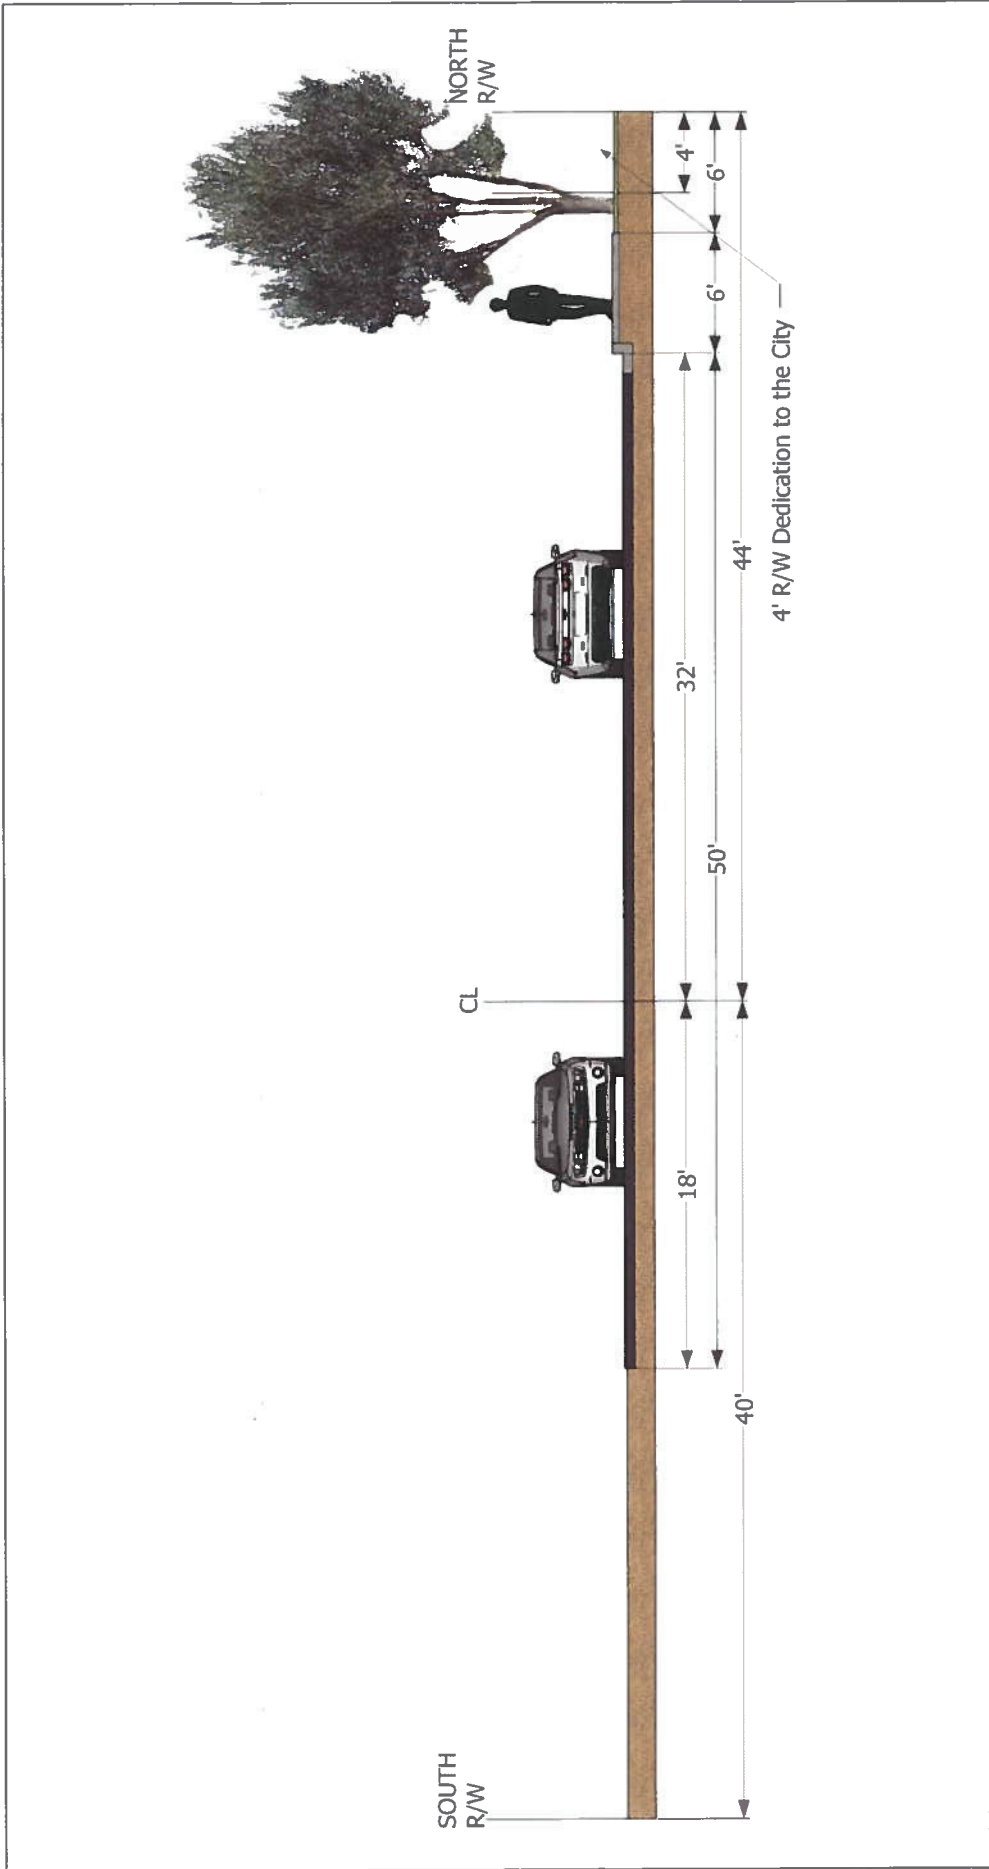 SOUTH
R/W
CL
NORTH
R/W
18'
32'
4'
50'
6'
6'
40'
44'
4' R/W Dedication to the City